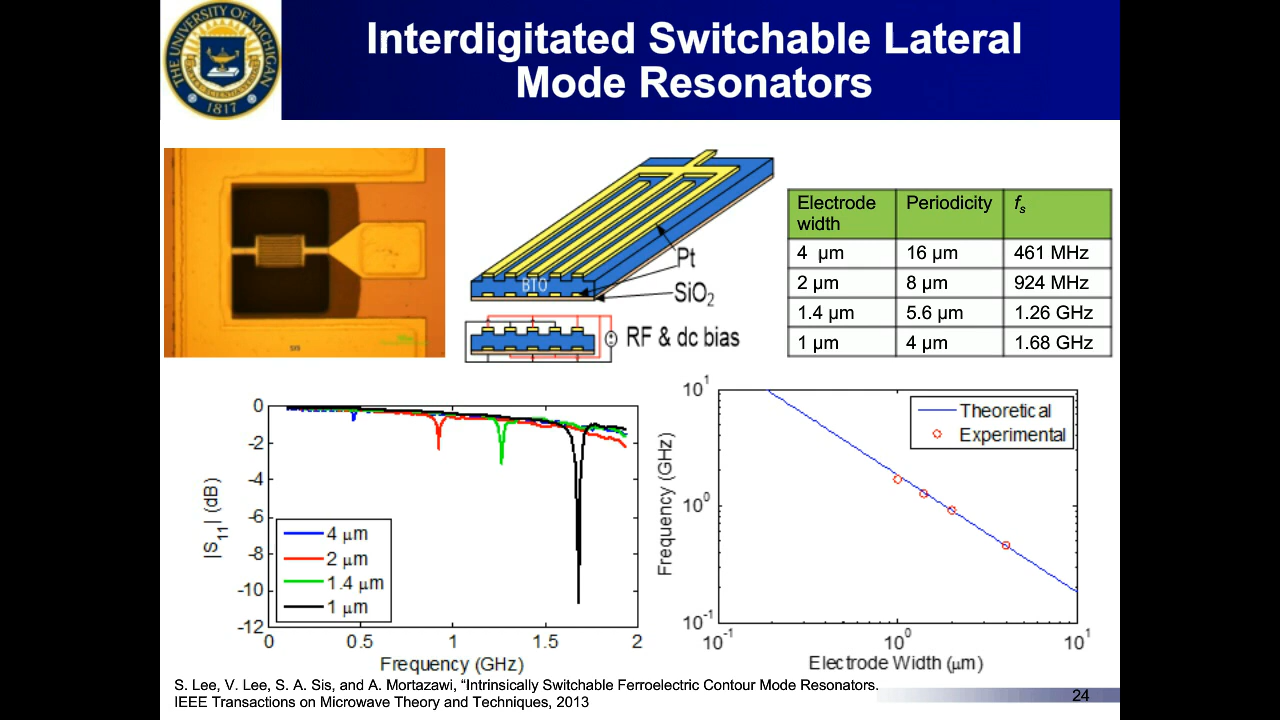 THE UNIVERSITY OF MICHIGAN
1817
Interdigitated Switchable Lateral
Mode Resonators
Pt
BTO
SiO2
RF & dc bias
Electrode width Periodicity fs
4 μm 16 μm 461 MHz
2 μm 8 μm 924 MHz
1.4 μm 5.6 μm 1.26 GHz
1 μm 4 μm 1.68 GHz
|S11| (dB)
0
-2
-4
-6
-8
-10
-12
4 μm
2 μm
1.4 μm
1 μm
0 0.5 1 1.5 2
Frequency (GHz)
Frequency (GHz)
10^1
10^0
10^-1
Theoretical
Experimental
10^-1 10^0 10^1
Electrode Width (μm)
S. Lee, V. Lee, S. A. Sis, and A. Mortazawi, “Intrinsically Switchable Ferroelectric Contour Mode Resonators.
IEEE Transactions on Microwave Theory and Techniques, 2013
24